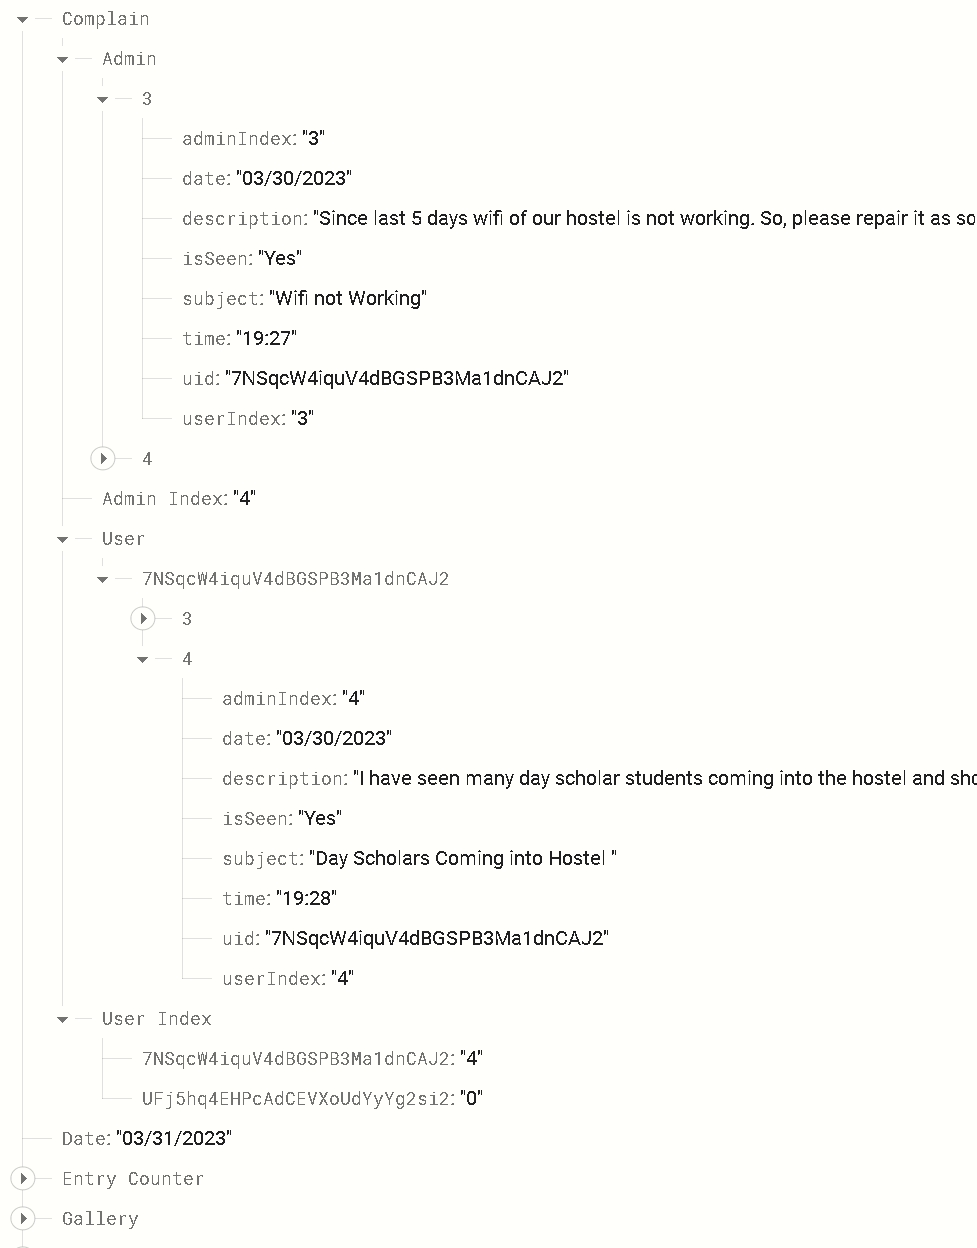 Complain
Admin
3
adminIndex: "3"
date: "03/30/2023"
description: "Since last 5 days wifi of our hostel is not working. So, please repair it as so
isSeen: "Yes"
subject: "Wifi not Working"
time: "19:27"
uid: "7NSqcW4iquV4dBGSPB3Ma1dnCAJ2"
userIndex: "3"
4
Admin Index: "4"
User
7NSqcW4iquV4dBGSPB3Ma1dnCAJ2
3
4
adminIndex: "4"
date: "03/30/2023"
description: "I have seen many day scholar students coming into the hostel and sho
isSeen: "Yes"
subject: "Day Scholars Coming into Hostel "
time: "19:28"
uid: "7NSqcW4iquV4dBGSPB3Ma1dnCAJ2"
userIndex: "4"
User Index
7NSqcW4iquV4dBGSPB3Ma1dnCAJ2: "4"
UFj5hq4EHPcAdCEVXoUdYyYg2si2: "0"
Date: "03/31/2023"
Entry Counter
Gallery